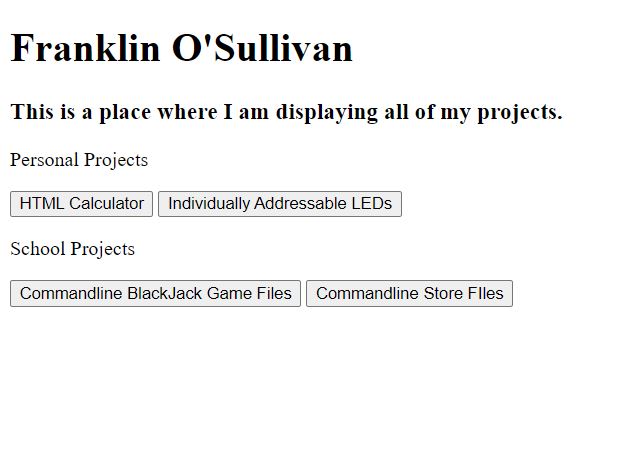 Franklin O'Sullivan
This is a place where I am displaying all of my projects.
Personal Projects
HTML Calculator Individually Addressable LEDs
School Projects
Commandline BlackJack Game Files Commandline Store FIles